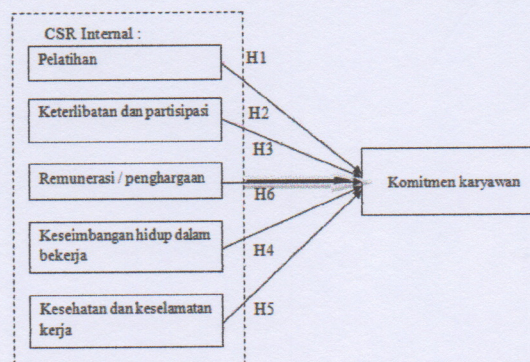 CSR Internal :
Pelatihan
H1
Keterlibatan dan partisipasi
H2
H3
Remunerasi / penghargaan
H6
Komitmen karyawan
Keseimbangan hidup dalam
bekerja
H4
Kesehatan dan keselamatan
kerja
H5